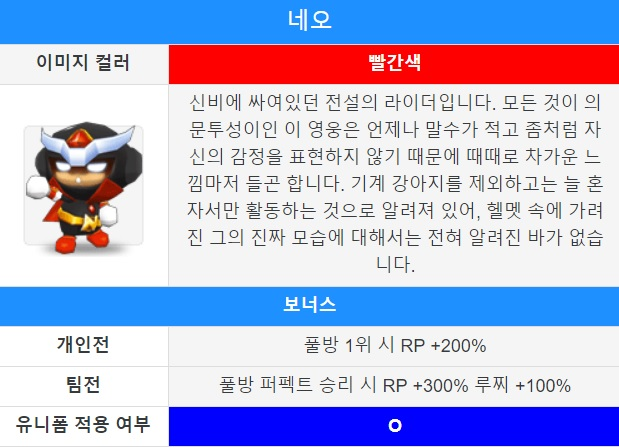 네오
이미지 컬러
빨간색
신비에 싸여있던 전설의 라이더입니다. 모든 것이 의
문투성이인 이 영웅은 언제나 말수가 적고 좀처럼 자
신의 감정을 표현하지 않기 때문에 때때로 차가운 느
낌마저 들곤 합니다. 기계 강아지를 제외하고는 늘 혼
자서만 활동하는 것으로 알려져 있어, 헬멧 속에 가려
진 그의 진짜 모습에 대해서는 전혀 알려진 바가 없습
니다.
N
보너스
개인전
풀방 1위 시 RP +200%
팀전
풀방 퍼펙트 승리 시 RP +300% 루찌 +100%
유니폼 적용 여부
O